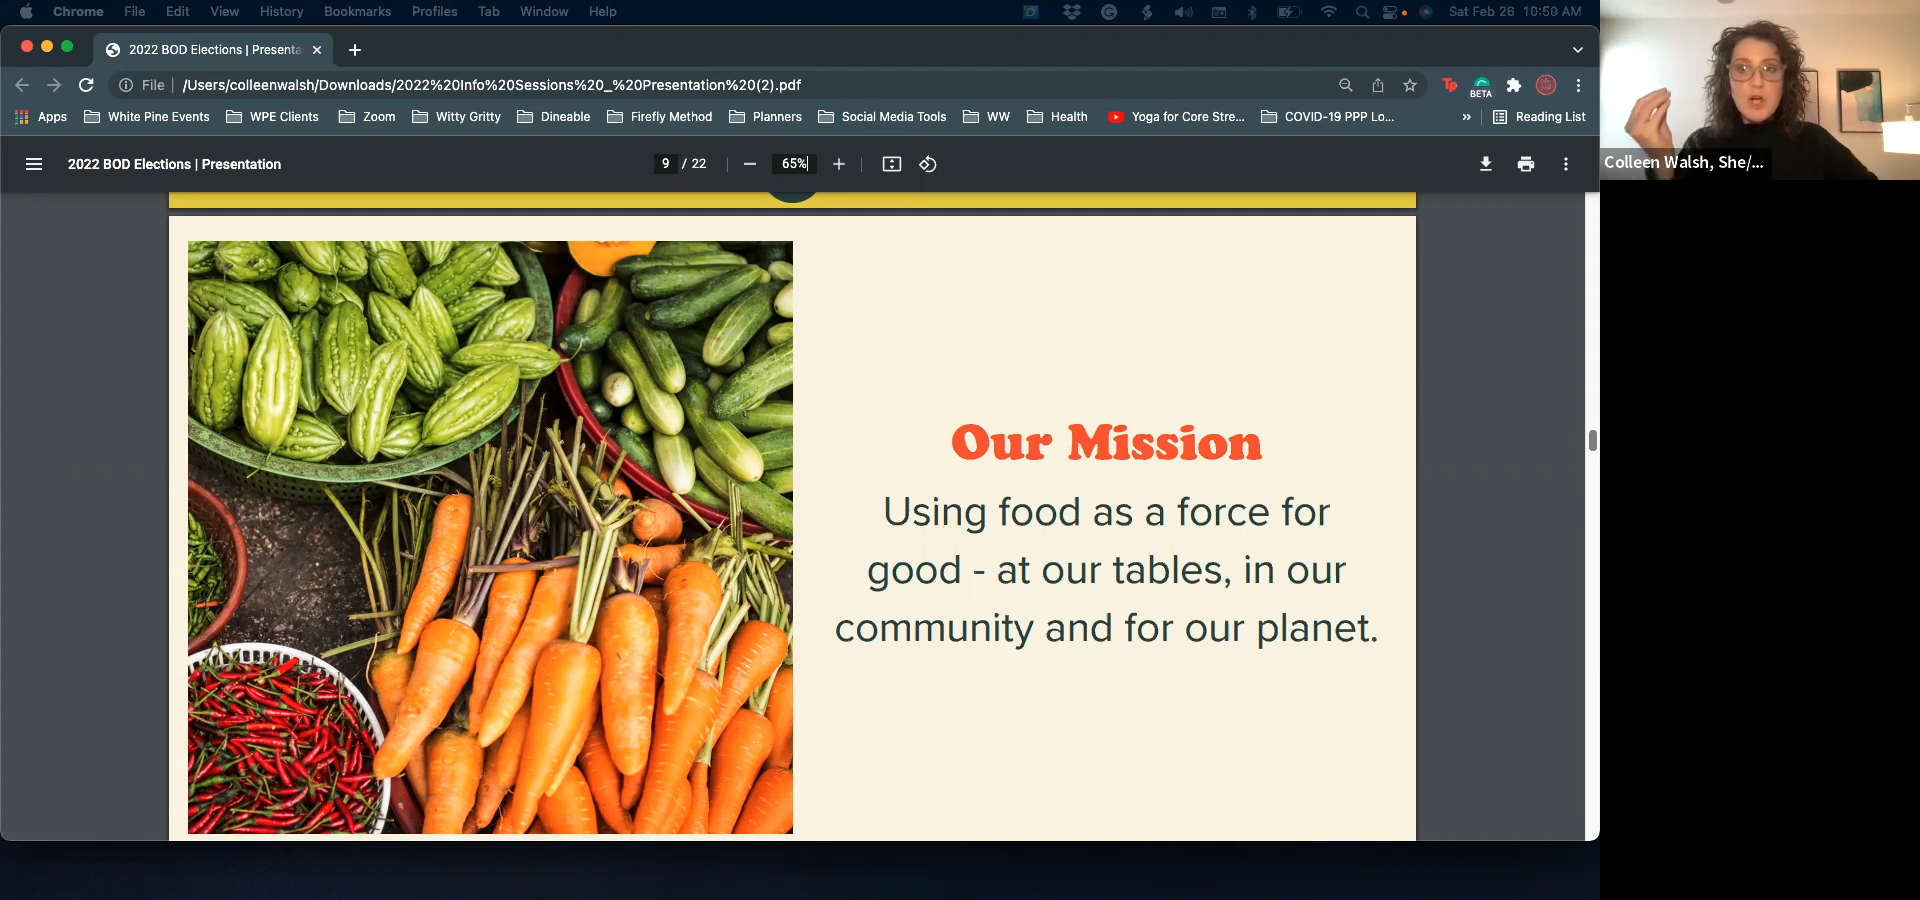 Chrome File Edit View History Bookmarks Profiles Tab Window Help Sat Feb 26 10:50 AM
2022 BOD Elections | Presenta
File /Users/colleenwalsh/Downloads/2022%20Info%20Sessions%20_%20Presentation%20(2).pdf
Tp BETA
Apps White Pine Events WPE Clients Zoom Witty Gritty Dineable Firefly Method Planners Social Media Tools WW Health Yoga for Core Stre... COVID-19 PPP Lo... » Reading List
2022 BOD Elections | Presentation 9 / 22 65%
Colleen Walsh, She/...
Our Mission
Using food as a force for
good - at our tables, in our
community and for our planet.